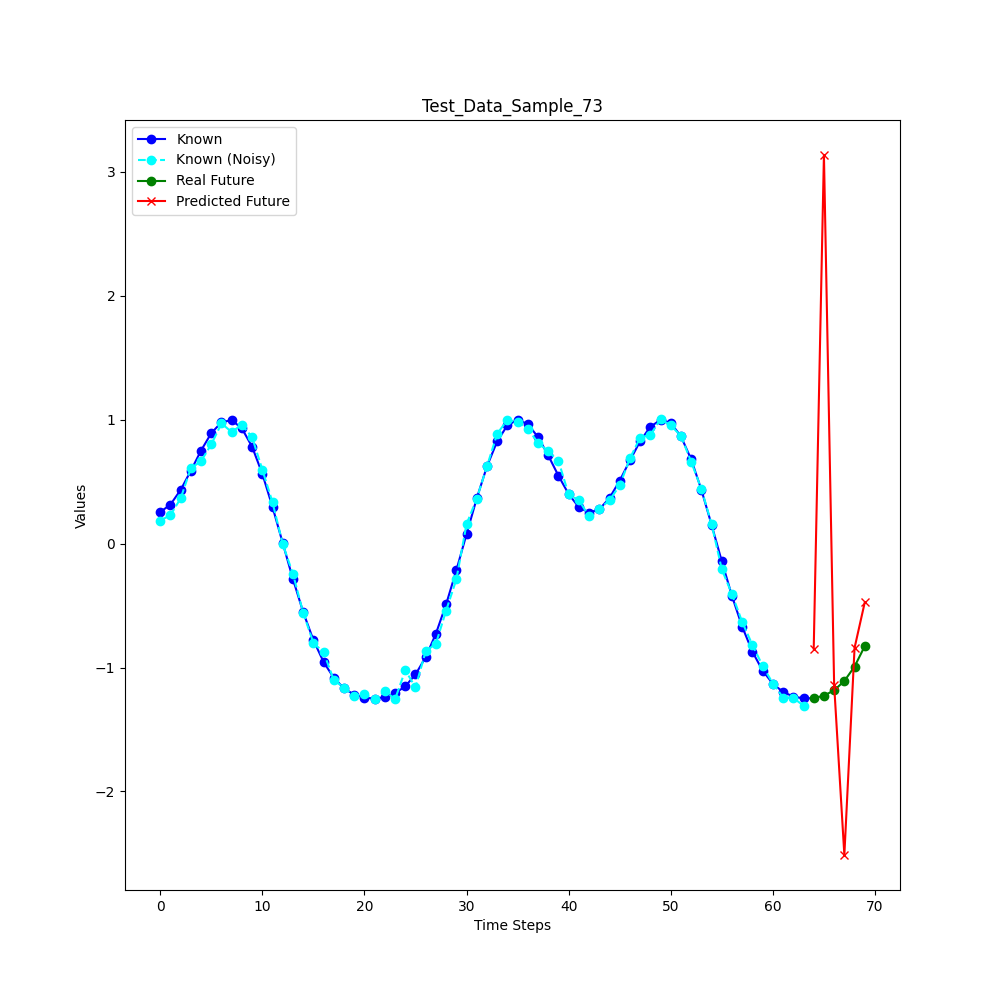 Test_Data_Sample_73
Known
Known (Noisy)
Real Future
Predicted Future
3
2
1
0
−1
−2
Values
0 10 20 30 40 50 60 70
Time Steps